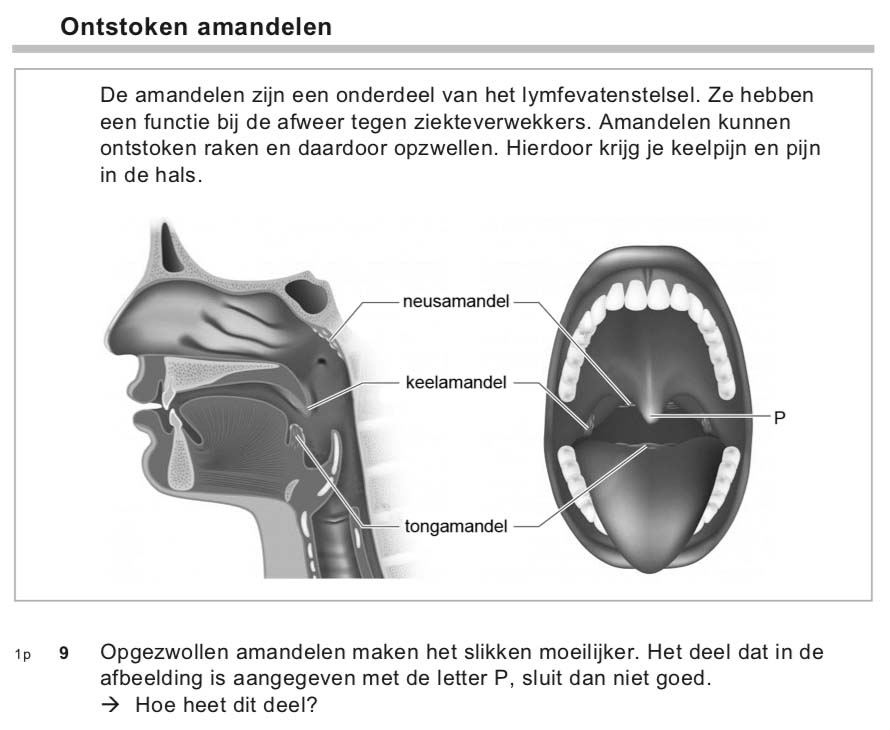 Ontstoken amandelen
De amandelen zijn een onderdeel van het lymfevatenstelsel. Ze hebben
een functie bij de afweer tegen ziekteverwekkers. Amandelen kunnen
ontstoken raken en daardoor opzwellen. Hierdoor krijg je keelpijn en pijn
in de hals.
neusamandel
keelamandel
P
tongamandel
1p 9 Opgezwollen amandelen maken het slikken moeilijker. Het deel dat in de
afbeelding is aangegeven met de letter P, sluit dan niet goed.
→ Hoe heet dit deel?